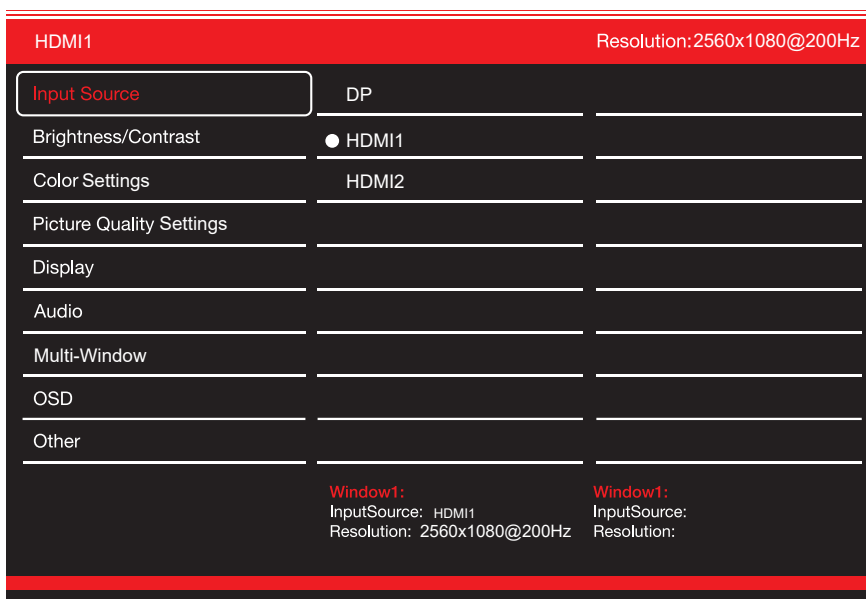 HDMI1 Resolution:2560x1080@200Hz
Input Source DP
Brightness/Contrast HDMI1
Color Settings HDMI2
Picture Quality Settings
Display
Audio
Multi-Window
OSD
Other
Window1: Window1:
InputSource: HDMI1 InputSource:
Resolution: 2560x1080@200Hz Resolution: